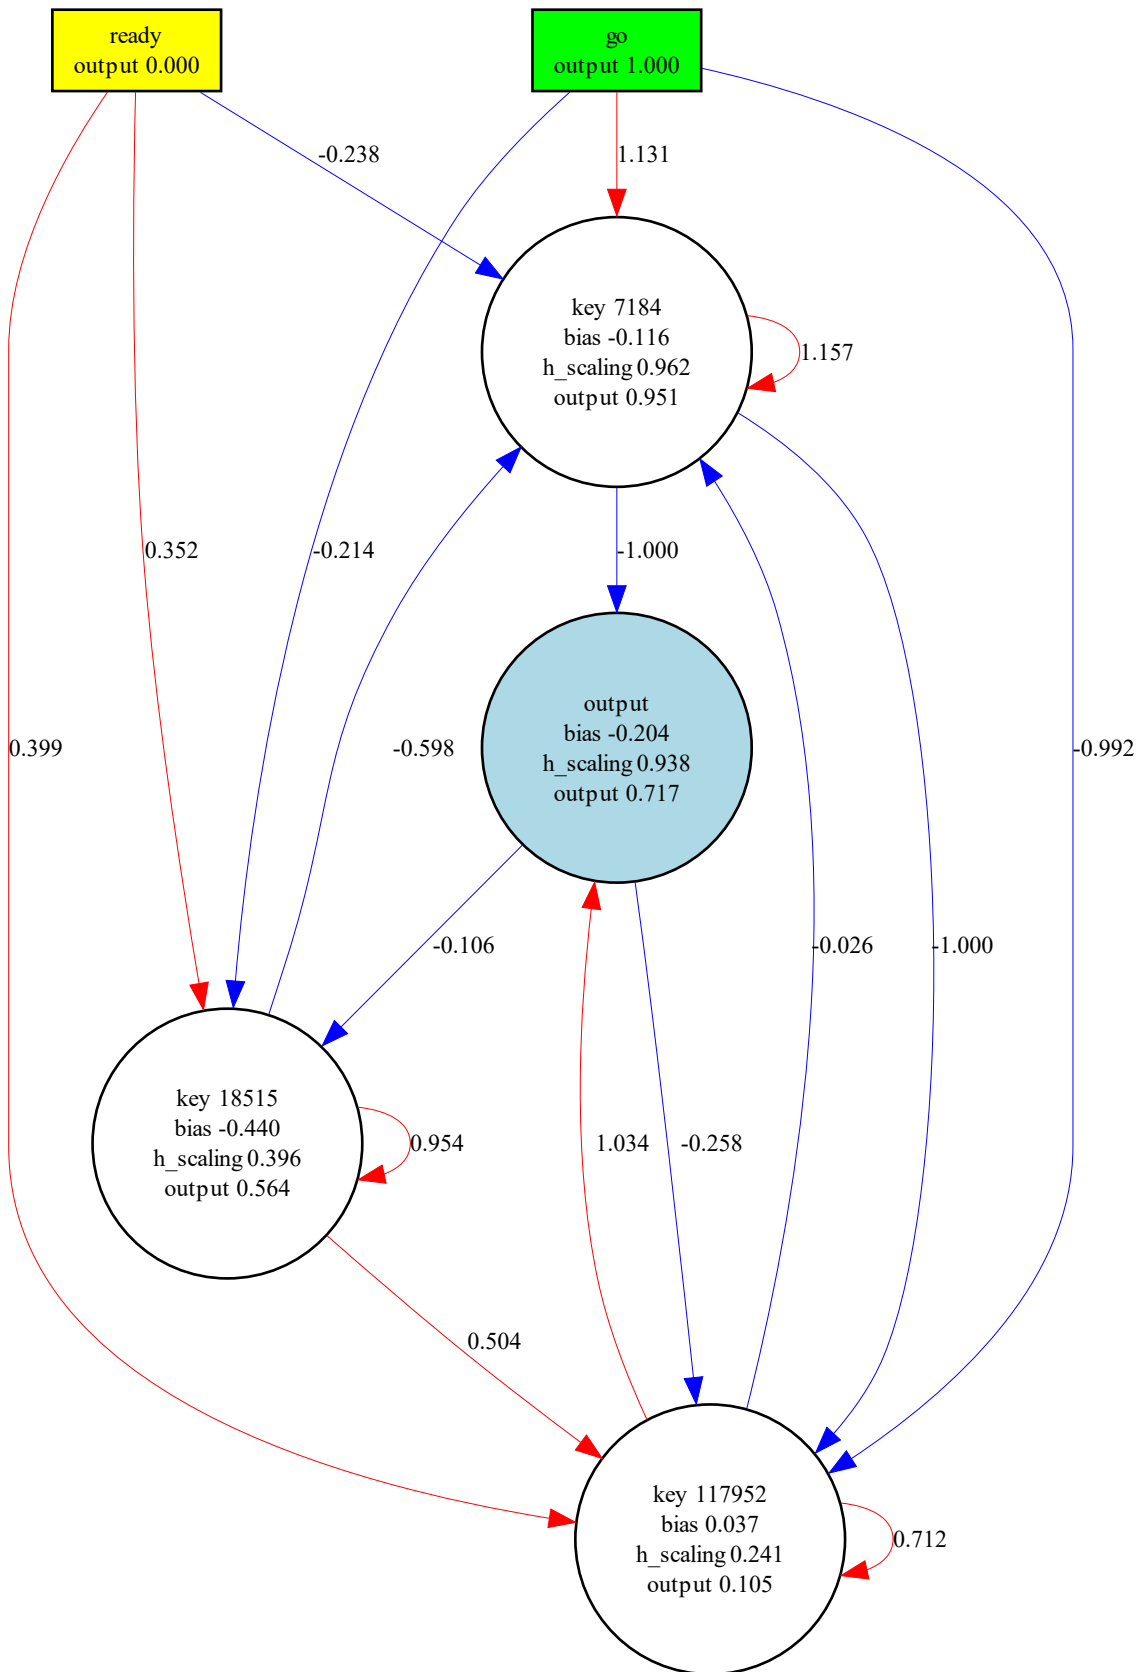 ready
output 0.000
go
output 1.000
-0.238
1.131
key 7184
bias -0.116
h_scaling 0.962
output 0.951
1.157
0.352
-0.214
-1.000
output
bias -0.204
h_scaling 0.938
output 0.717
0.399
-0.598
-0.992
-0.106
-0.026
-1.000
key 18515
bias -0.440
h_scaling 0.396
output 0.564
0.954
1.034
-0.258
0.504
key 117952
bias 0.037
h_scaling 0.241
output 0.105
0.712